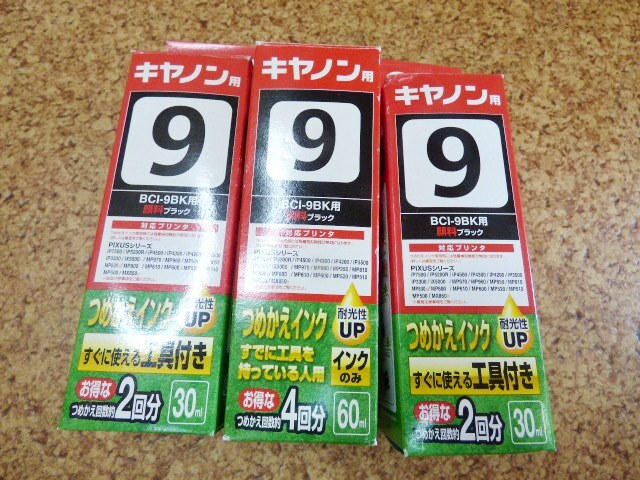 キヤノン用
9
BCI-9BK用
顔料ブラック
対応プリンタ
PIXUSシリーズ
つめかえインク
耐光性
UP
すぐに使える工具付き
お得な
つめかえ回数約2回分
30ml
キヤノン用
9
BCI-9BK用
顔料ブラック
対応プリンタ
PIXUSシリーズ
つめかえインク
耐光性
UP
すでに工具を
持っている人用
インク
のみ
お得な
つめかえ回数約4回分
60ml
キヤノン用
9
BCI-9BK用
顔料ブラック
対応プリンタ
PIXUSシリーズ
つめかえインク
耐光性
UP
すぐに使える工具付き
お得な
つめかえ回数約2回分
30ml